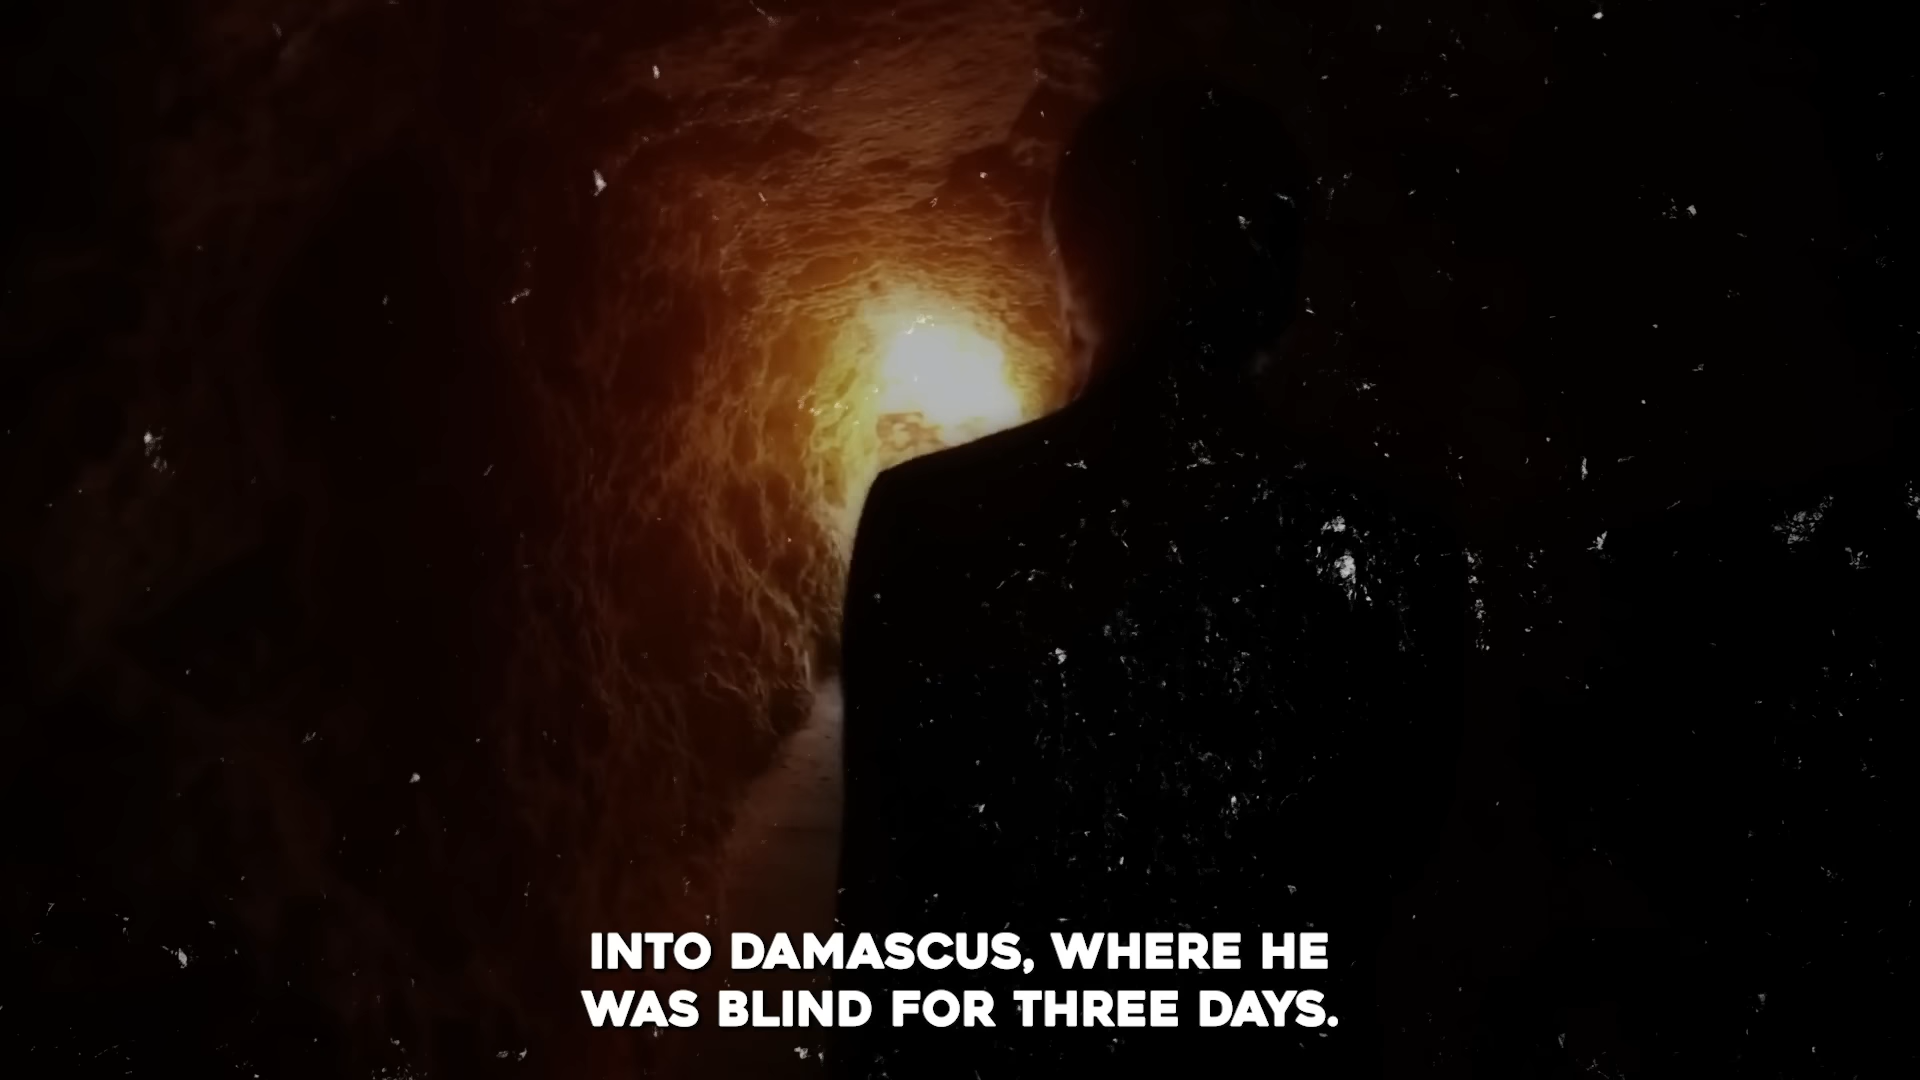 INTO DAMASCUS, WHERE HE
WAS BLIND FOR THREE DAYS.